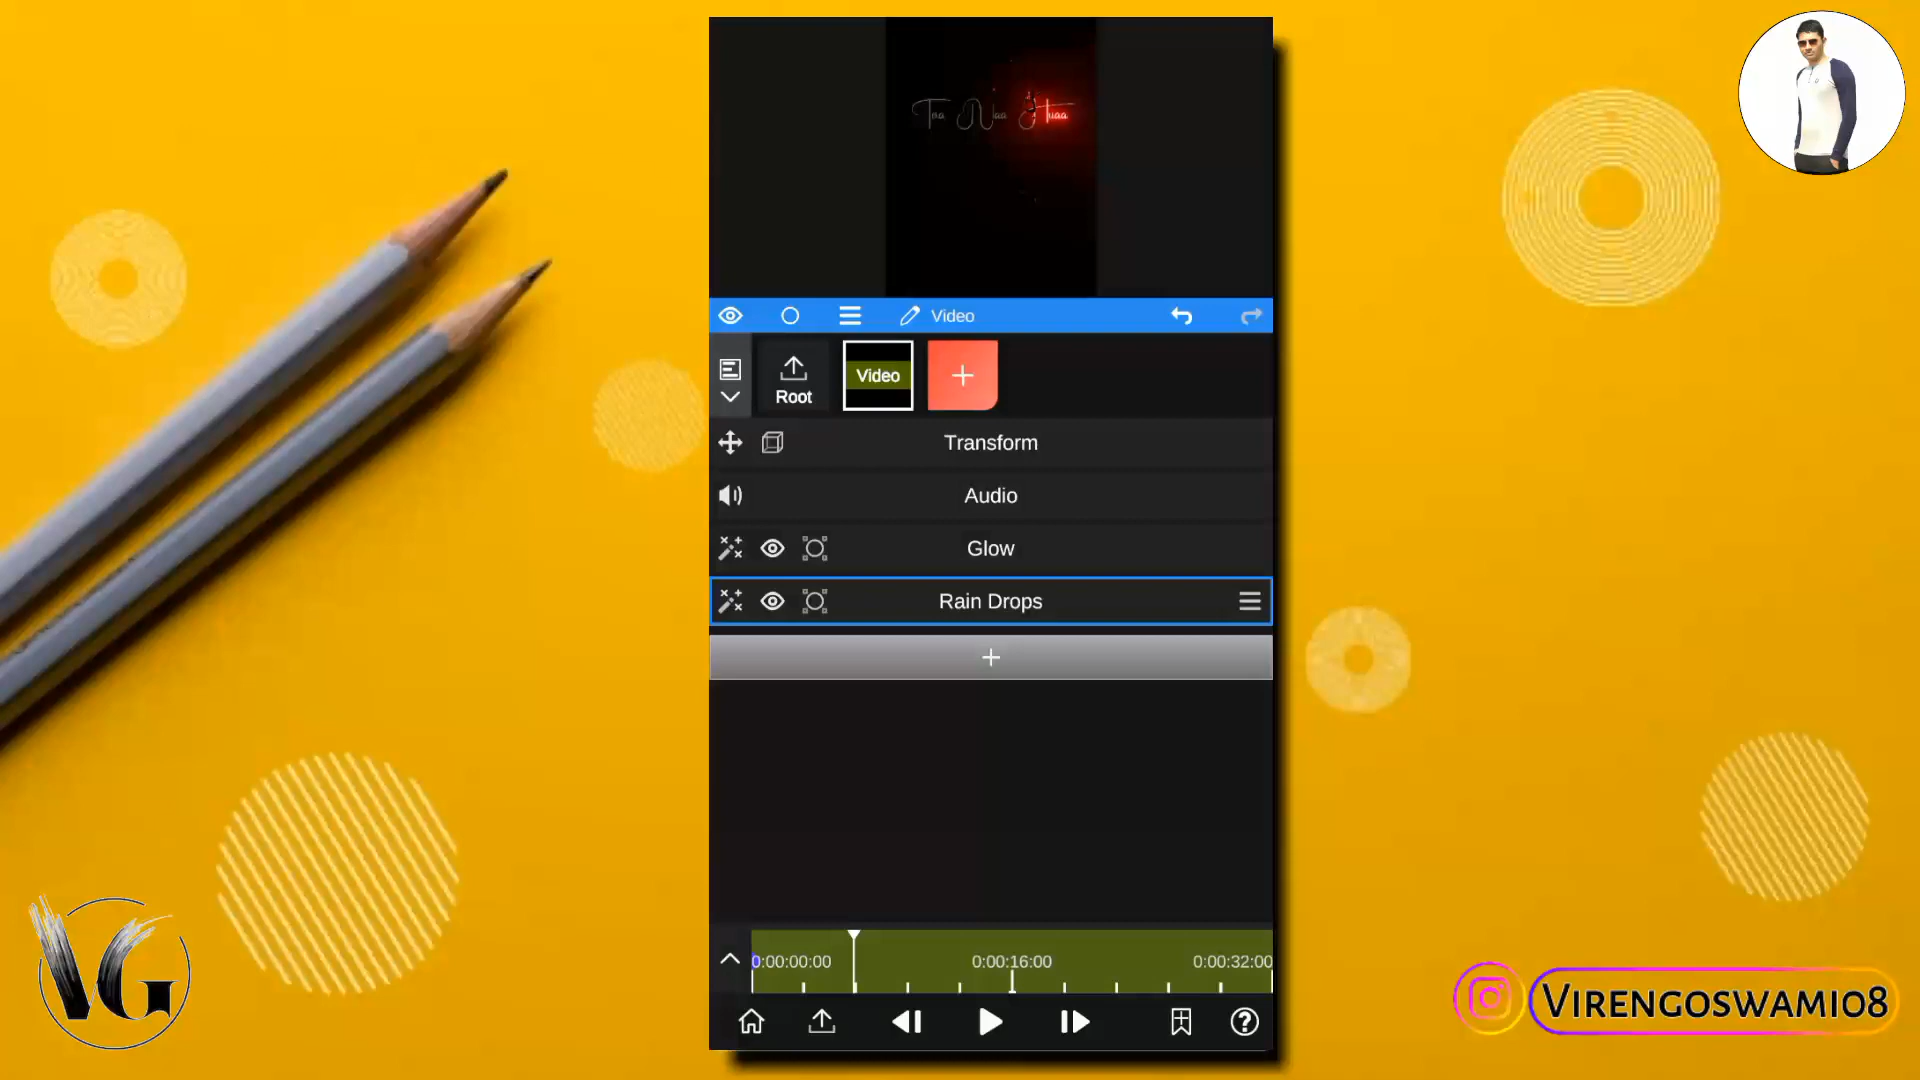 Video
Root
Video
Transform
Audio
Glow
Rain Drops
0:00:00:00
0:00:16:00
0:00:32:00
VG
VIRENGOSWAMI08